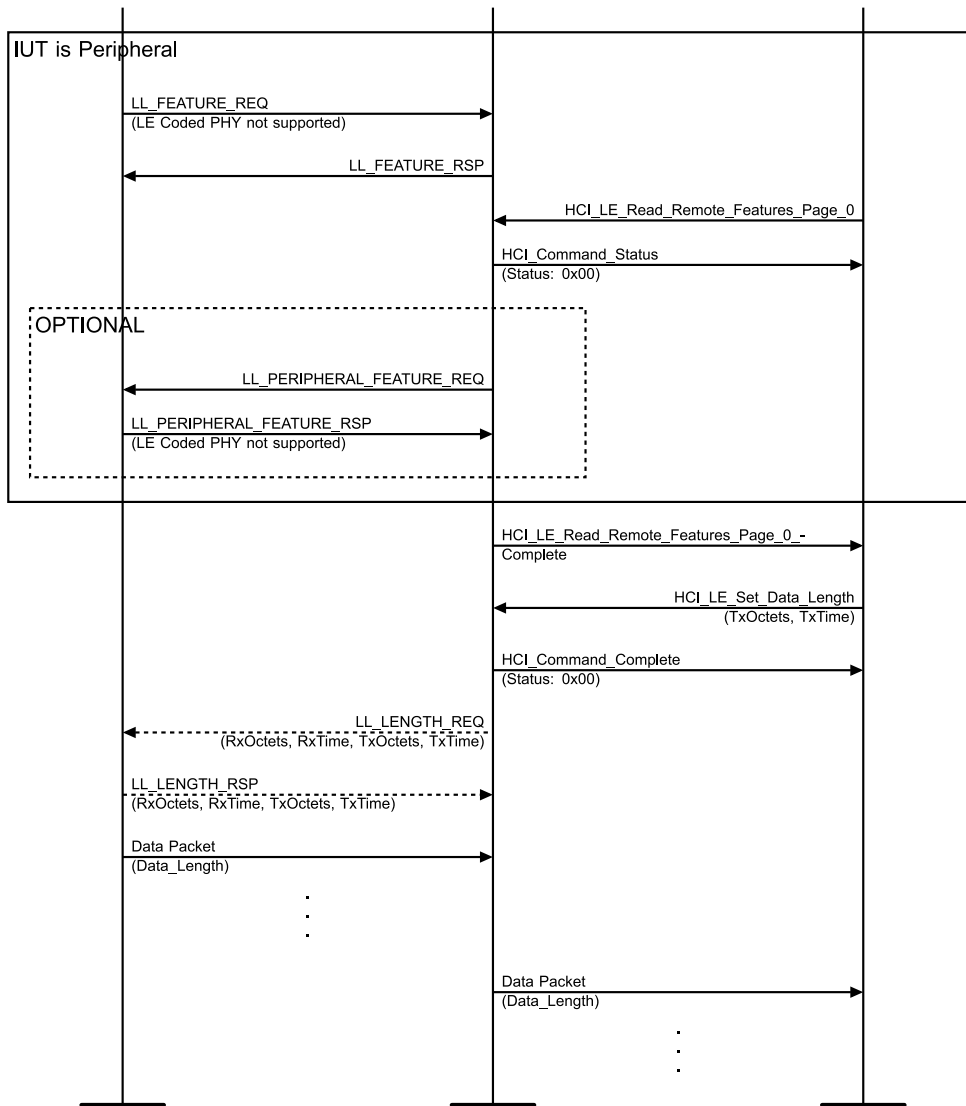 IUT is Peripheral
LL_FEATURE_REQ
(LE Coded PHY not supported)
LL_FEATURE_RSP
HCI_LE_Read_Remote_Features_Page_0
HCI_Command_Status
(Status: 0x00)
OPTIONAL
LL_PERIPHERAL_FEATURE_REQ
LL_PERIPHERAL_FEATURE_RSP
(LE Coded PHY not supported)
HCI_LE_Read_Remote_Features_Page_0_-
Complete
HCI_LE_Set_Data_Length
(TxOctets, TxTime)
HCI_Command_Complete
(Status: 0x00)
LL_LENGTH_REQ
(RxOctets, RxTime, TxOctets, TxTime)
LL_LENGTH_RSP
(RxOctets, RxTime, TxOctets, TxTime)
Data Packet
(Data_Length)
Data Packet
(Data_Length)